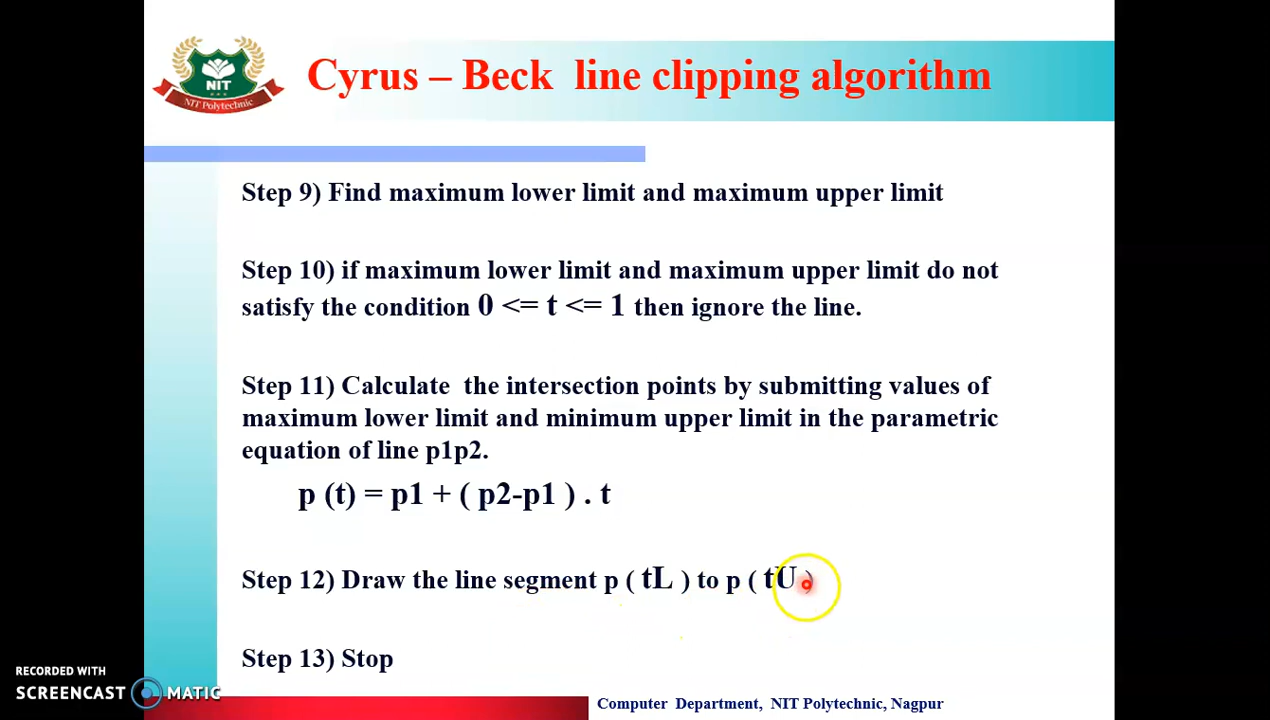 NIT
NIT Polytechnic
Cyrus – Beck line clipping algorithm
Step 9) Find maximum lower limit and maximum upper limit
Step 10) if maximum lower limit and maximum upper limit do not
satisfy the condition 0 <= t <= 1 then ignore the line.
Step 11) Calculate the intersection points by submitting values of
maximum lower limit and minimum upper limit in the parametric
equation of line p1p2.
p (t) = p1 + ( p2-p1 ) . t
Step 12) Draw the line segment p ( tL ) to p ( tU )
Step 13) Stop
RECORDED WITH
SCREENCAST MATIC
Computer Department, NIT Polytechnic, Nagpur